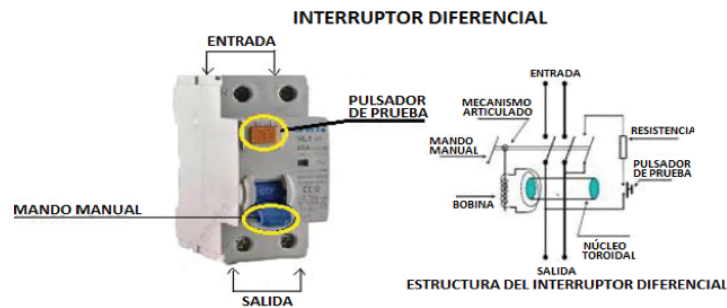 INTERRUPTOR DIFERENCIAL
ENTRADA
PULSADOR
DE PRUEBA
MANDO MANUAL
SALIDA
ENTRADA
MECANISMO
ARTICULADO
MANDO
MANUAL
RESISTENCIA
PULSADOR
DE PRUEBA
BOBINA
NÚCLEO
TOROIDAL
SALIDA
ESTRUCTURA DEL INTERRUPTOR DIFERENCIAL